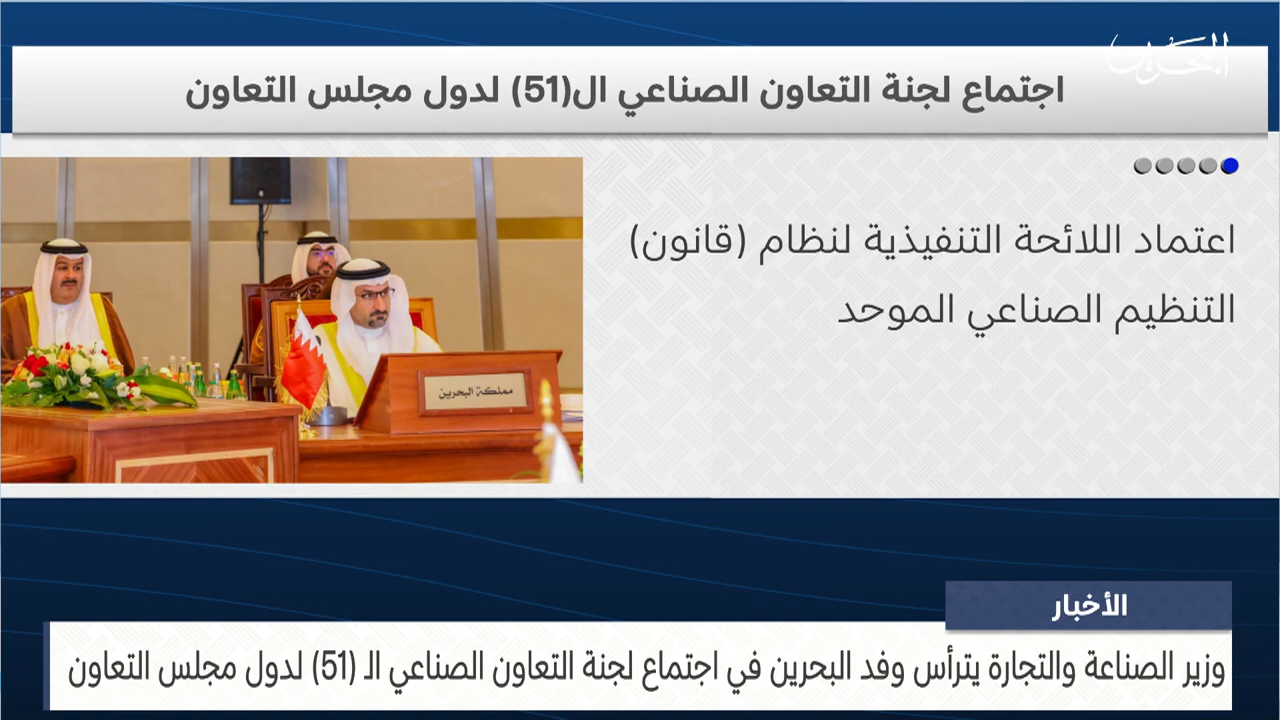 البحرين
اجتماع لجنة التعاون الصناعي ال(51) لدول مجلس التعاون
اعتماد اللائحة التنفيذية لنظام (قانون)
التنظيم الصناعي الموحد
مملكة البحرين
الأخبار
وزير الصناعة والتجارة يترأس وفد البحرين في اجتماع لجنة التعاون الصناعي الـ (51) لدول مجلس التعاون